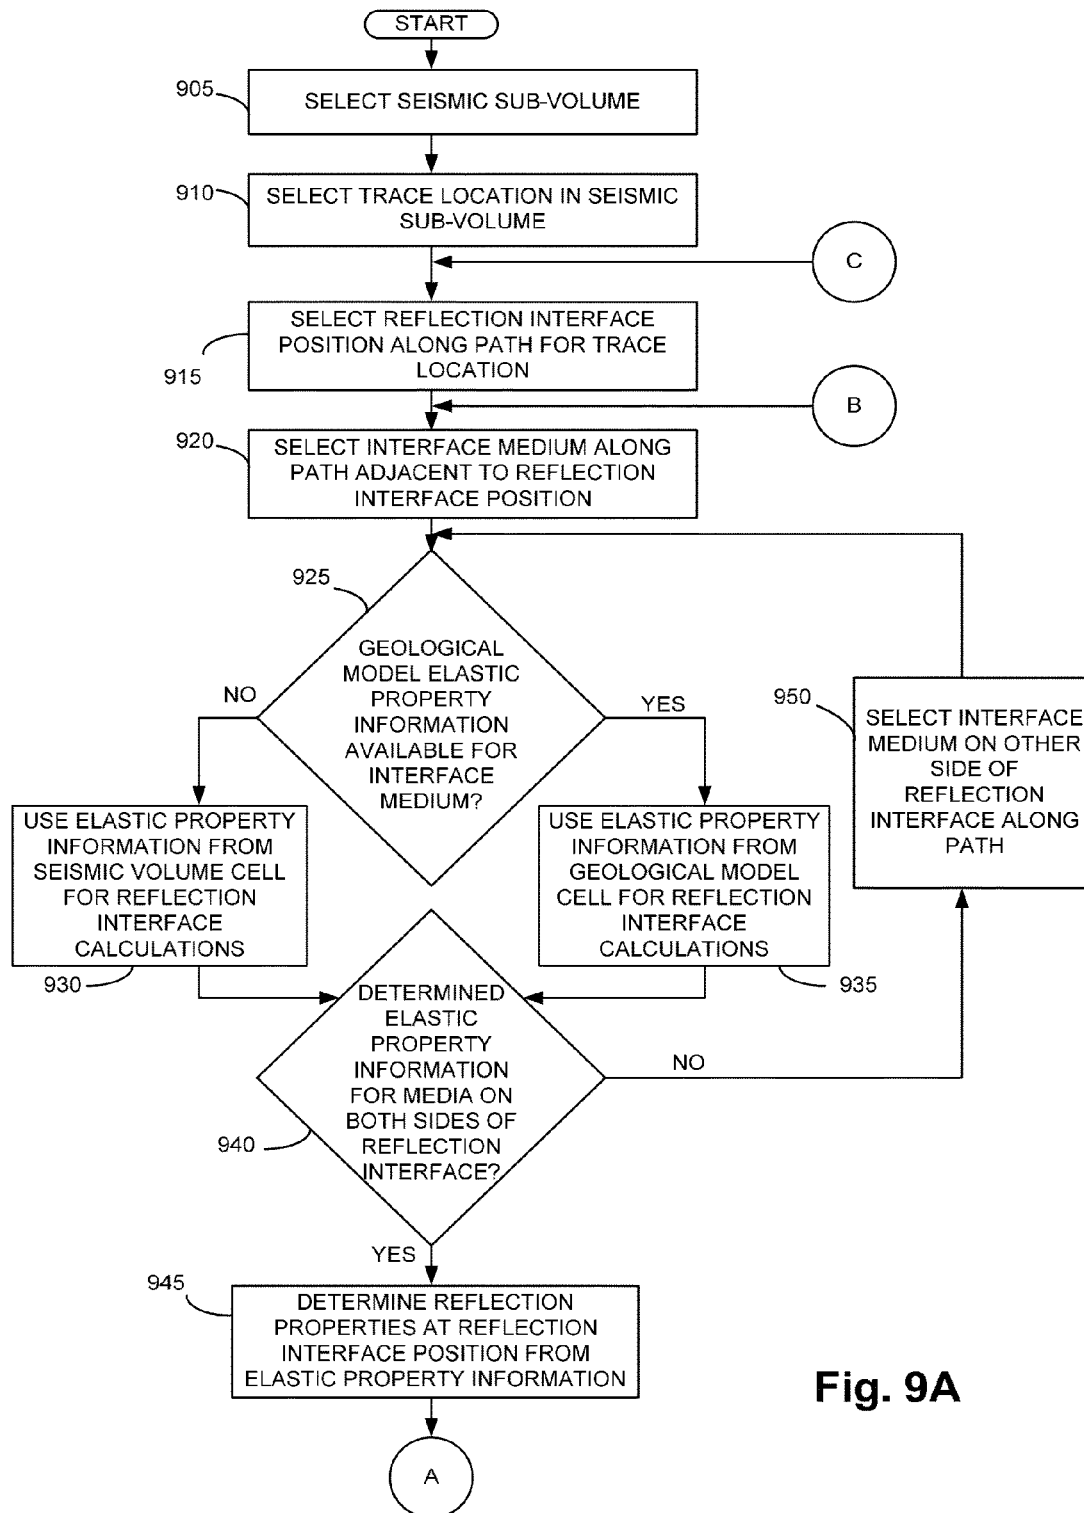 START
905
SELECT SEISMIC SUB-VOLUME
910
SELECT TRACE LOCATION IN SEISMIC
SUB-VOLUME
C
SELECT REFLECTION INTERFACE
POSITION ALONG PATH FOR TRACE
LOCATION
915
B
920
SELECT INTERFACE MEDIUM ALONG
PATH ADJACENT TO REFLECTION
INTERFACE POSITION
925
GEOLOGICAL
MODEL ELASTIC
PROPERTY
INFORMATION
AVAILABLE FOR
INTERFACE
MEDIUM?
NO
YES
950
SELECT INTERFACE
MEDIUM ON OTHER
SIDE OF
REFLECTION
INTERFACE ALONG
PATH
USE ELASTIC PROPERTY
INFORMATION FROM
SEISMIC VOLUME CELL
FOR REFLECTION
INTERFACE
CALCULATIONS
930
USE ELASTIC PROPERTY
INFORMATION FROM
GEOLOGICAL MODEL
CELL FOR REFLECTION
INTERFACE
CALCULATIONS
935
DETERMINED
ELASTIC
PROPERTY
INFORMATION
FOR MEDIA ON
BOTH SIDES OF
REFLECTION
INTERFACE?
940
NO
YES
945
DETERMINE REFLECTION
PROPERTIES AT REFLECTION
INTERFACE POSITION FROM
ELASTIC PROPERTY INFORMATION
A
Fig. 9A